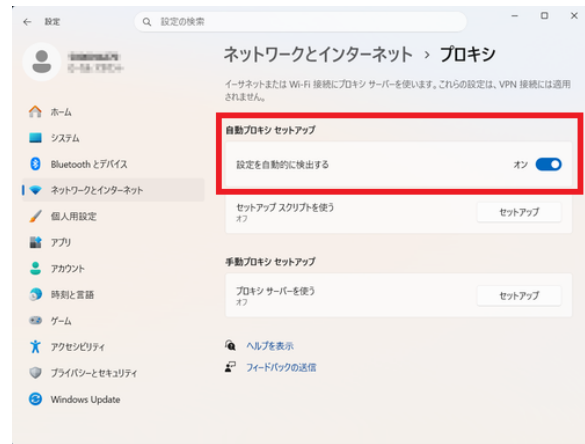 ← 設定
設定の検索
ネットワークとインターネット › プロキシ
イーサネットまたは Wi-Fi 接続にプロキシ サーバーを使います。これらの設定は、VPN 接続には適用
されません。
ホーム
システム
Bluetooth とデバイス
ネットワークとインターネット
個人用設定
アプリ
アカウント
時刻と言語
ゲーム
アクセシビリティ
プライバシーとセキュリティ
Windows Update
自動プロキシ セットアップ
設定を自動的に検出する オン
セットアップ スクリプトを使う
オフ
セットアップ
手動プロキシ セットアップ
プロキシ サーバーを使う
オフ
セットアップ
ヘルプを表示
フィードバックの送信